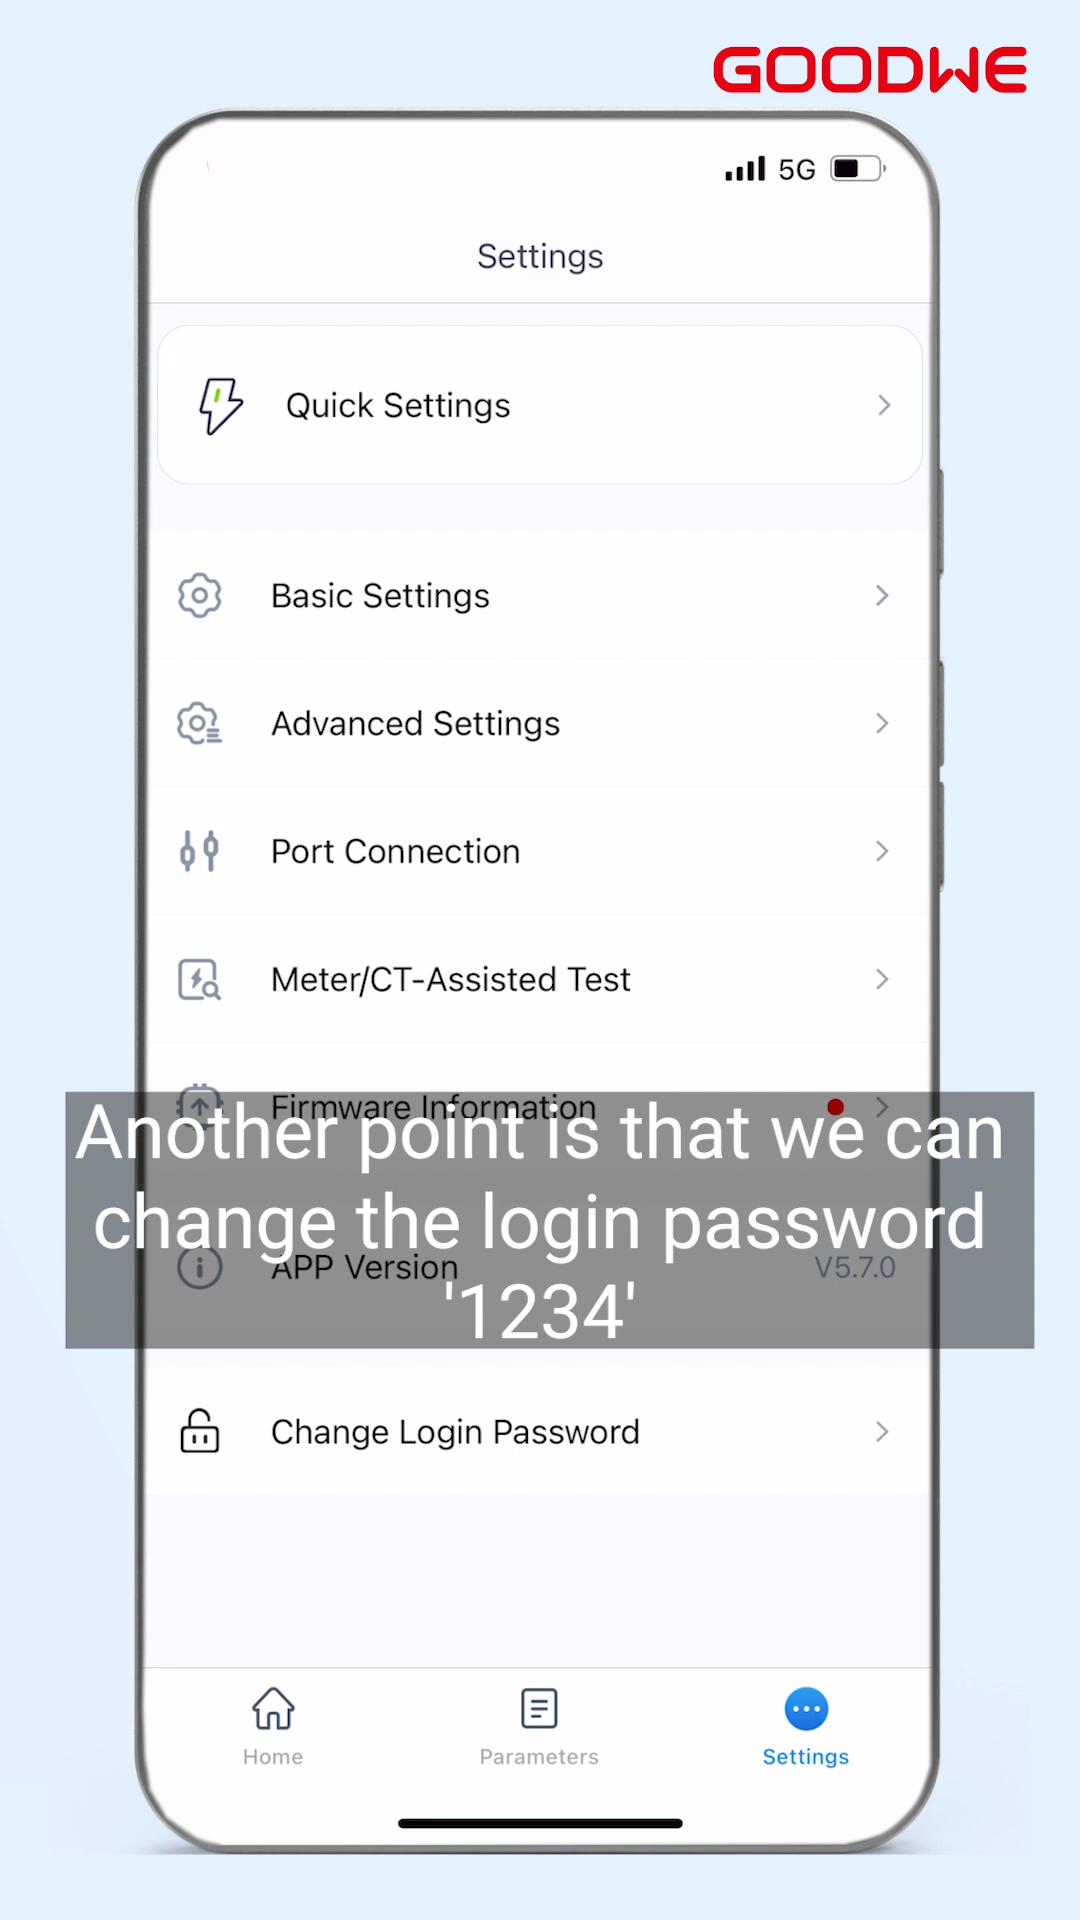 GOODWE
5G
Settings
Quick Settings
Basic Settings
Advanced Settings
Port Connection
Meter/CT-Assisted Test
Firmware Information
Another point is that we can
change the login password
'1234'
APP Version
V5.7.0
Change Login Password
Home
Parameters
Settings